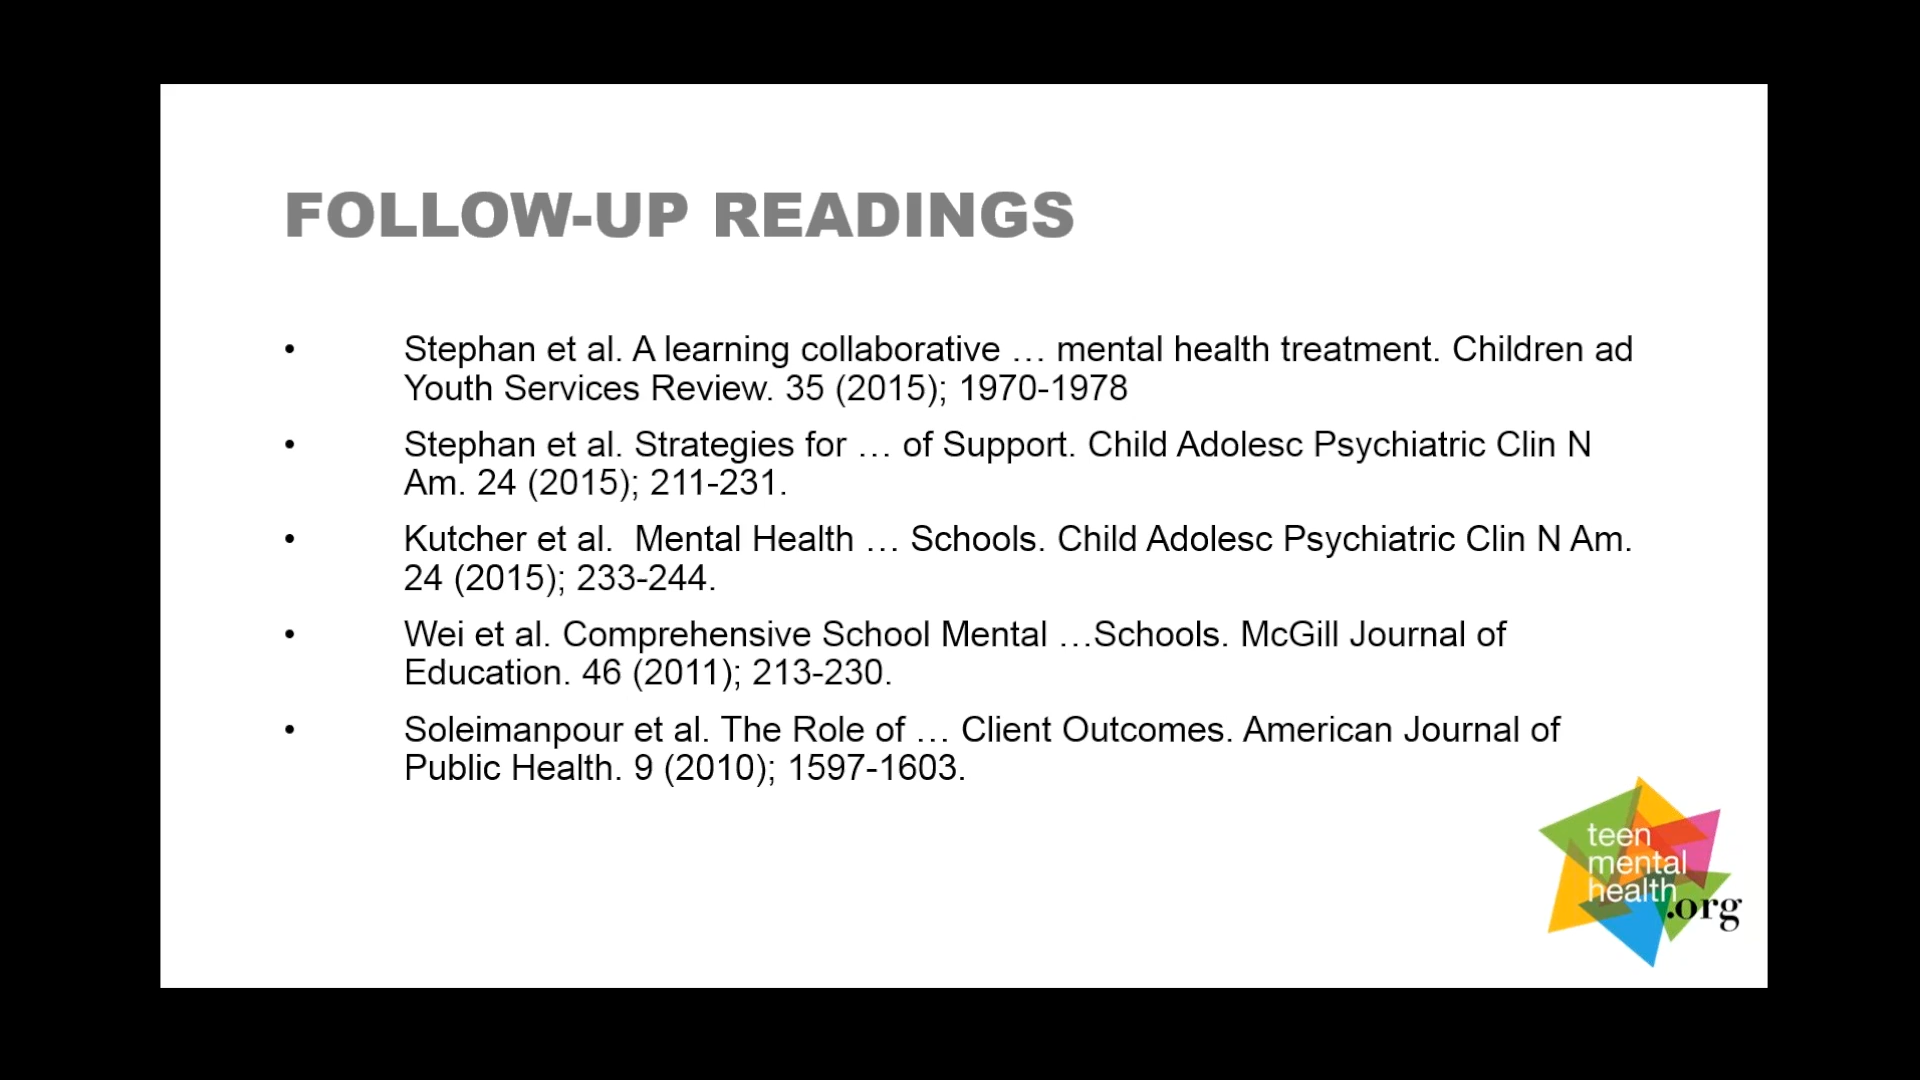 FOLLOW-UP READINGS
• Stephan et al. A learning collaborative … mental health treatment. Children ad
Youth Services Review. 35 (2015); 1970-1978
• Stephan et al. Strategies for … of Support. Child Adolesc Psychiatric Clin N
Am. 24 (2015); 211-231.
• Kutcher et al.  Mental Health … Schools. Child Adolesc Psychiatric Clin N Am.
24 (2015); 233-244.
• Wei et al. Comprehensive School Mental …Schools. McGill Journal of
Education. 46 (2011); 213-230.
• Soleimanpour et al. The Role of … Client Outcomes. American Journal of
Public Health. 9 (2010); 1597-1603.
teen
mental
health
.org